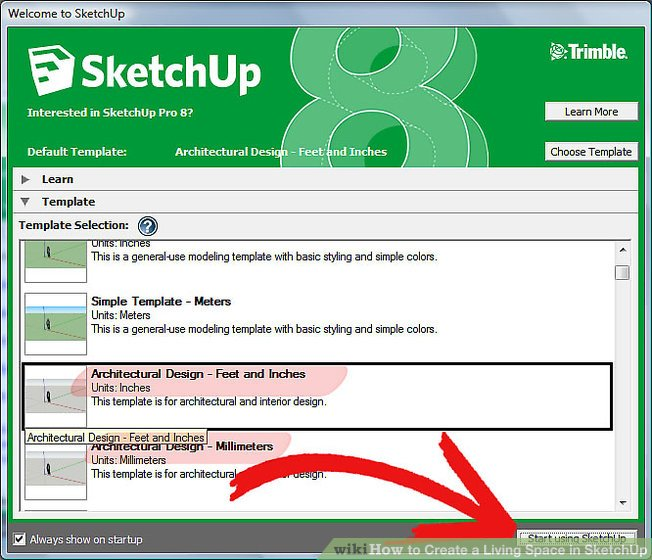 Welcome to SketchUp
SketchUp
8
Trimble.
Interested in SketchUp Pro 8?
Learn More
Default Template: Architectural Design - Feet and Inches
Choose Template
Learn
Template
Template Selection: ?
Units: Inches
This is a general-use modeling template with basic styling and simple colors.
Simple Template - Meters
Units: Meters
This is a general-use modeling template with basic styling and simple colors.
Architectural Design - Feet and Inches
Units: Inches
This template is for architectural and interior design.
Architectural Design - Feet and Inches
Architectural Design - Millimeters
Units: Millimeters
This template is for architectural design.
Always show on startup
Start using SketchUp
wikiHow to Create a Living Space in SketchUp